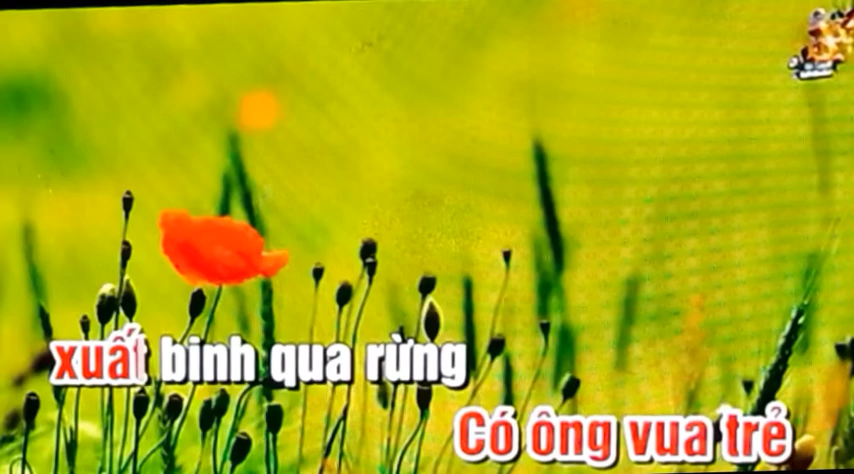 xuất binh qua rừng
Có ông vua trẻ